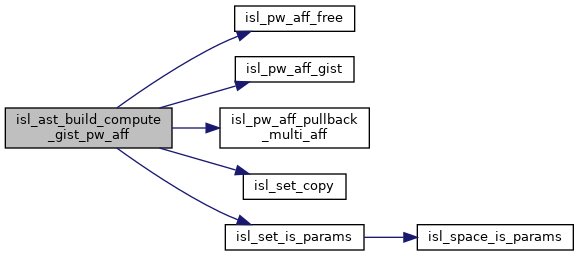 isl_pw_aff_free
isl_pw_aff_gist
isl_ast_build_compute
_gist_pw_aff
isl_pw_aff_pullback
_multi_aff
isl_set_copy
isl_set_is_params
isl_space_is_params